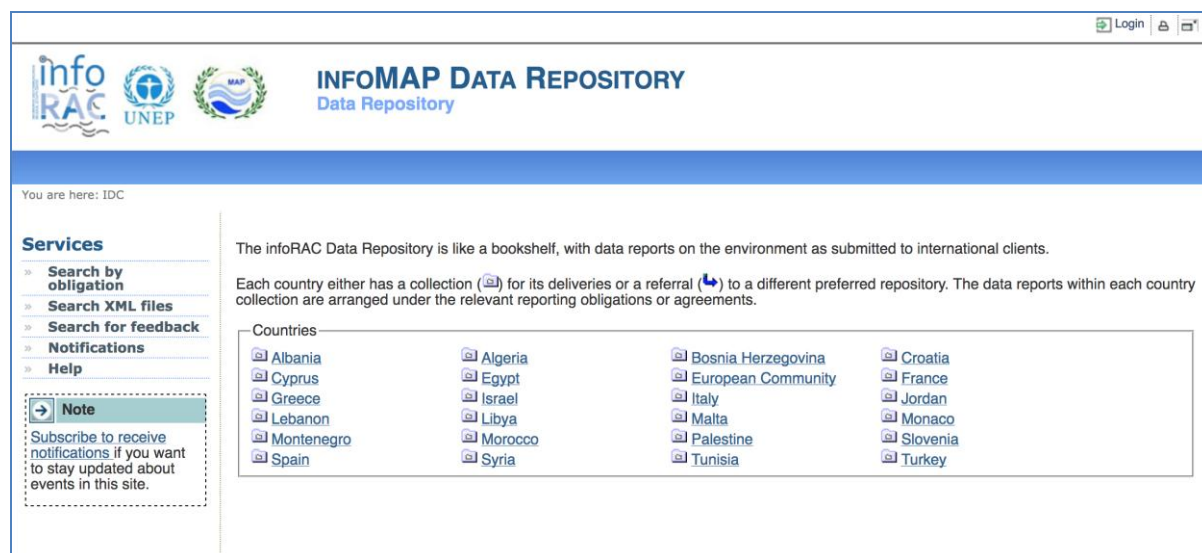 Login
info
RAC
UNEP
MAP
INFOMAP DATA REPOSITORY
Data Repository
You are here: IDC
Services
» Search by
obligation
» Search XML files
» Search for feedback
» Notifications
» Help
Note
Subscribe to receive
notifications if you want
to stay updated about
events in this site.
The infoRAC Data Repository is like a bookshelf, with data reports on the environment as submitted to international clients.
Each country either has a collection () for its deliveries or a referral () to a different preferred repository. The data reports within each country
collection are arranged under the relevant reporting obligations or agreements.
Countries
Albania Algeria Bosnia Herzegovina Croatia
Cyprus Egypt European Community France
Greece Israel Italy Jordan
Lebanon Libya Malta Monaco
Montenegro Morocco Palestine Slovenia
Spain Syria Tunisia Turkey